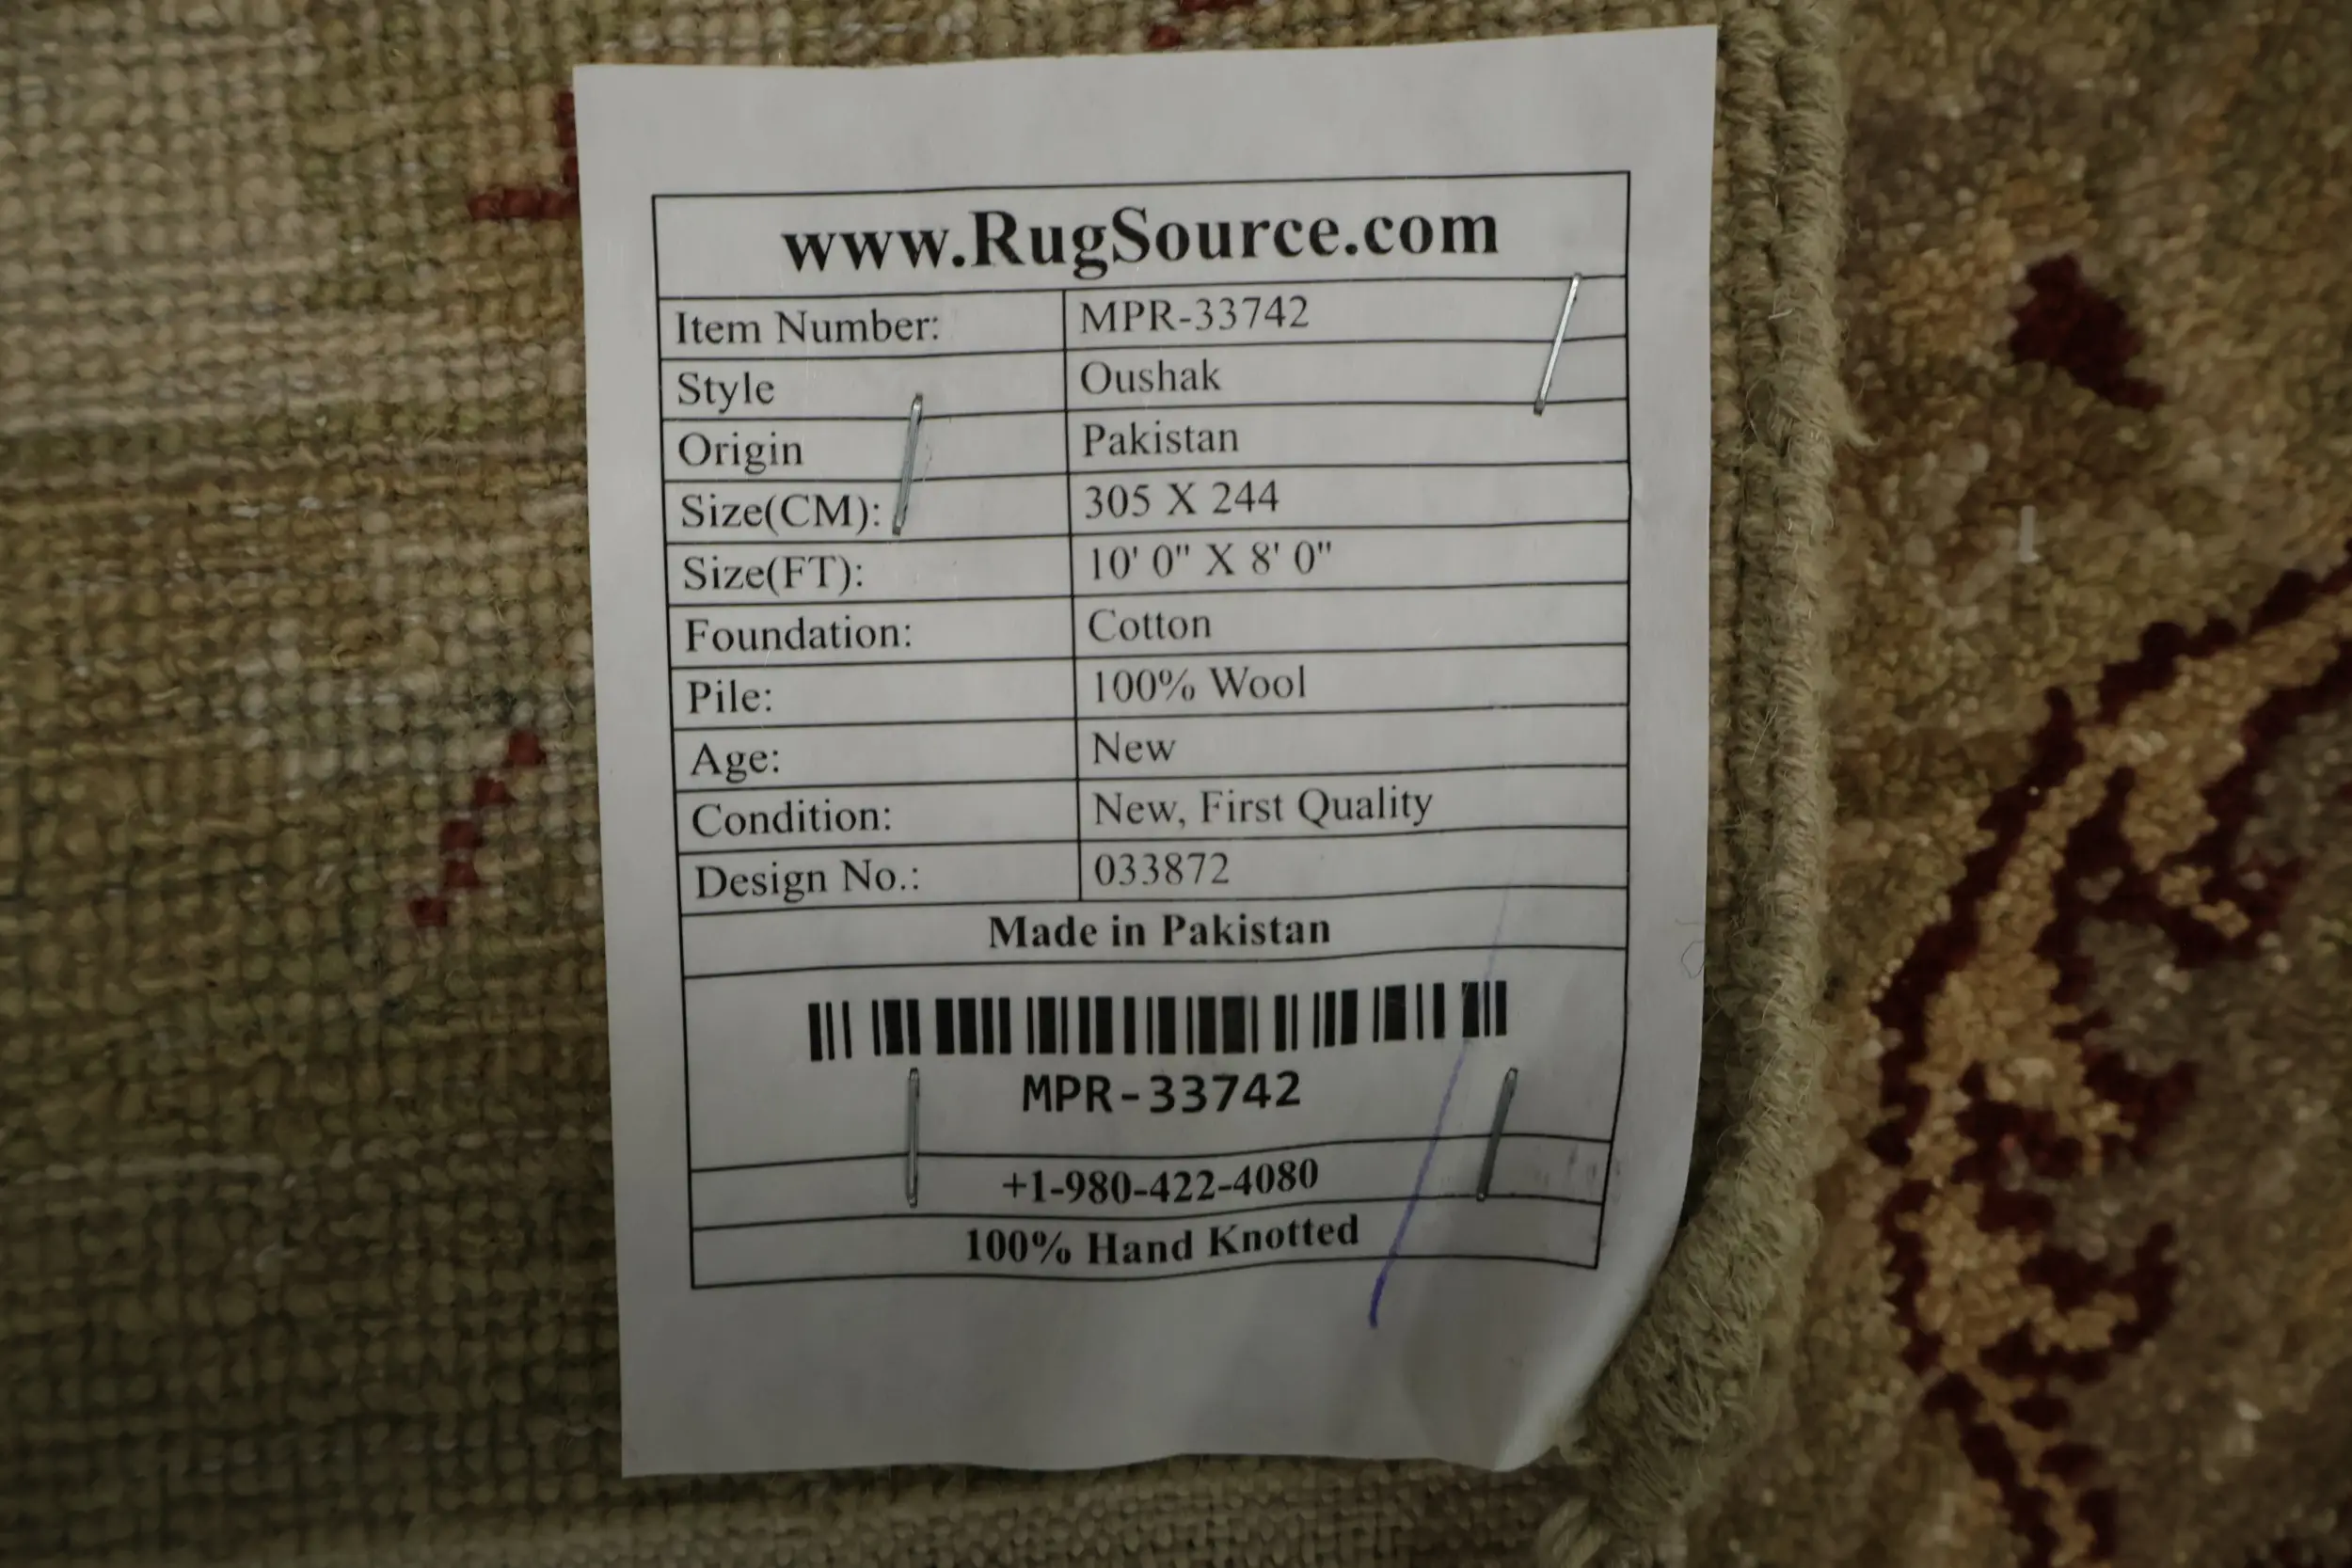 www.RugSource.com
Item Number: MPR-33742
Style Oushak
Origin Pakistan
Size(CM): 305 X 244
Size(FT): 10' 0" X 8' 0"
Foundation: Cotton
Pile: 100% Wool
Age: New
Condition: New, First Quality
Design No.: 033872
Made in Pakistan
MPR-33742
+1-980-422-4080
100% Hand Knotted